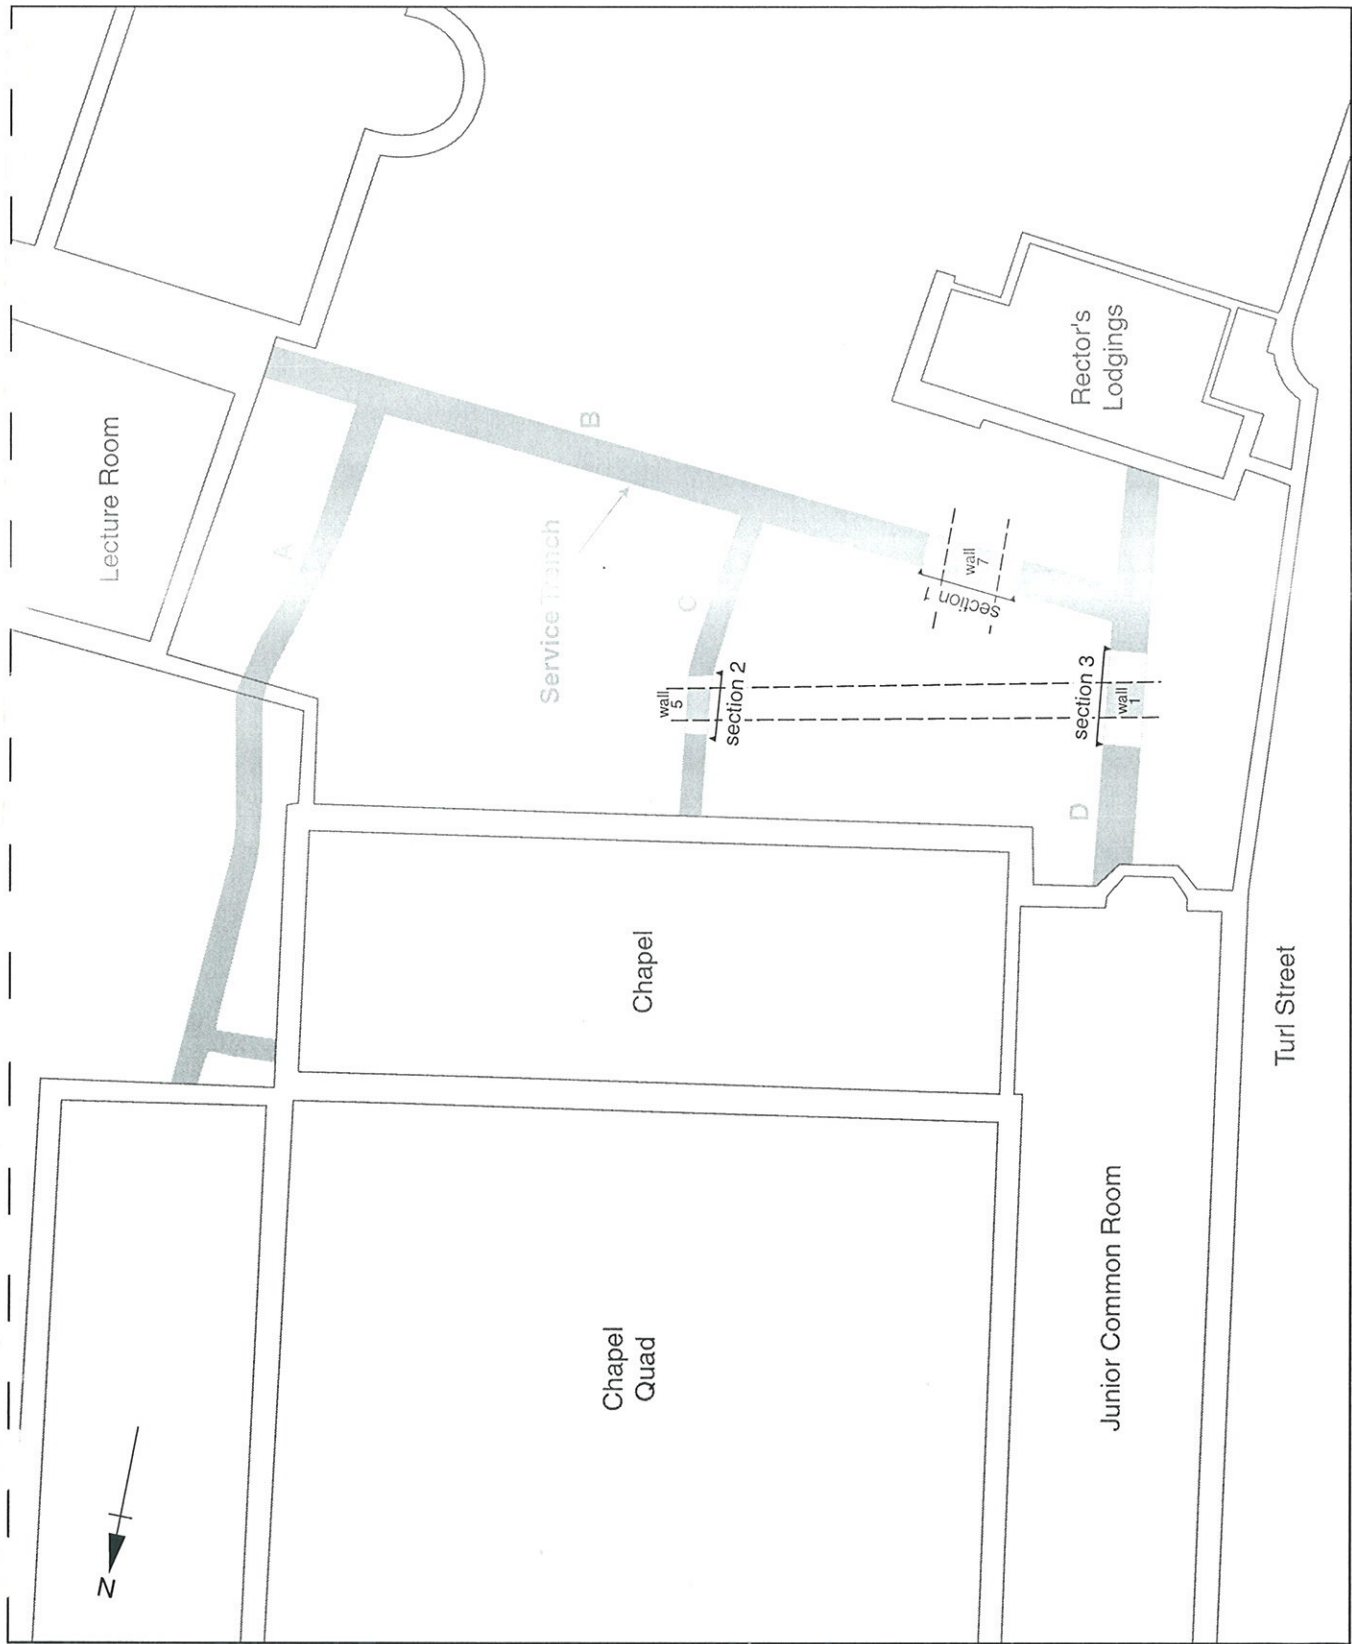 Lecture Room
A
B
Service Trench
C
Rector's
Lodgings
wall
7
section 1
wall
5
section 2
section 3
wall
1
D
Chapel
Turl Street
Chapel
Quad
Junior Common Room
N